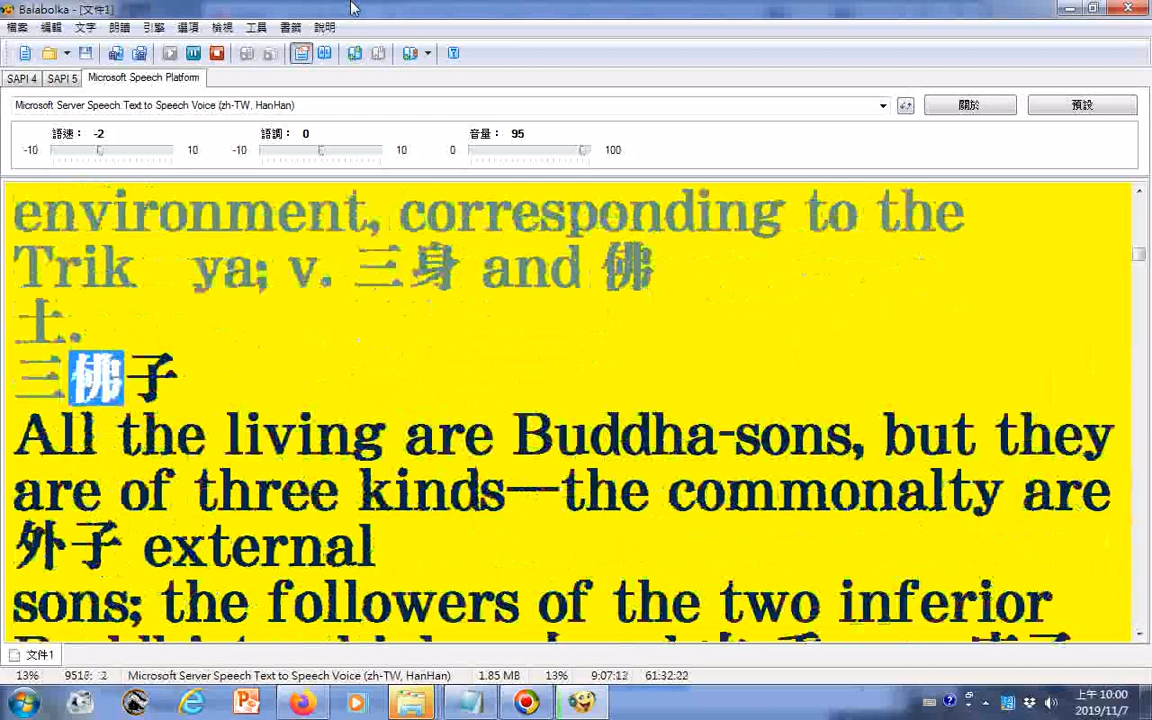 Balabolka - [文件1]
檔案 編輯 文字 朗讀 引擎 選項 檢視 工具 書籤 說明
SAPI 4 SAPI 5 Microsoft Speech Platform
Microsoft Server Speech Text to Speech Voice (zh-TW, HanHan) 關於 預設
語速： -2 語調： 0 音量： 95
-10 10 -10 10 0 100
environment, corresponding to the
Trik ya; v. 三身 and 佛
土.
三佛子
All the living are Buddha-sons, but they
are of three kinds—the commonalty are
外子 external
sons; the followers of the two inferior
文件1
13% Microsoft Server Speech Text to Speech Voice (zh-TW, HanHan) 1.85 MB 13% 9:07:12 61:32:22
上午 10:00
2019/11/7